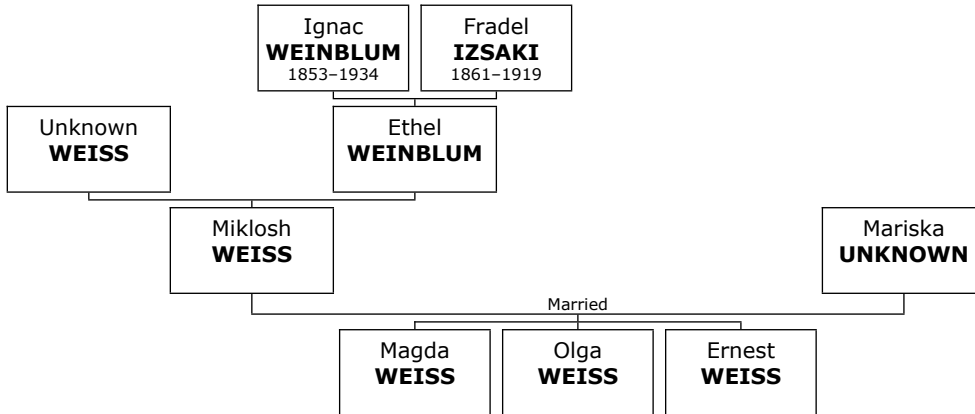 Ignac
WEINBLUM
1853–1934
Fradel
IZSAKI
1861–1919
Unknown
WEISS
Ethel
WEINBLUM
Miklosh
WEISS
Mariska
UNKNOWN
Married
Magda
WEISS
Olga
WEISS
Ernest
WEISS